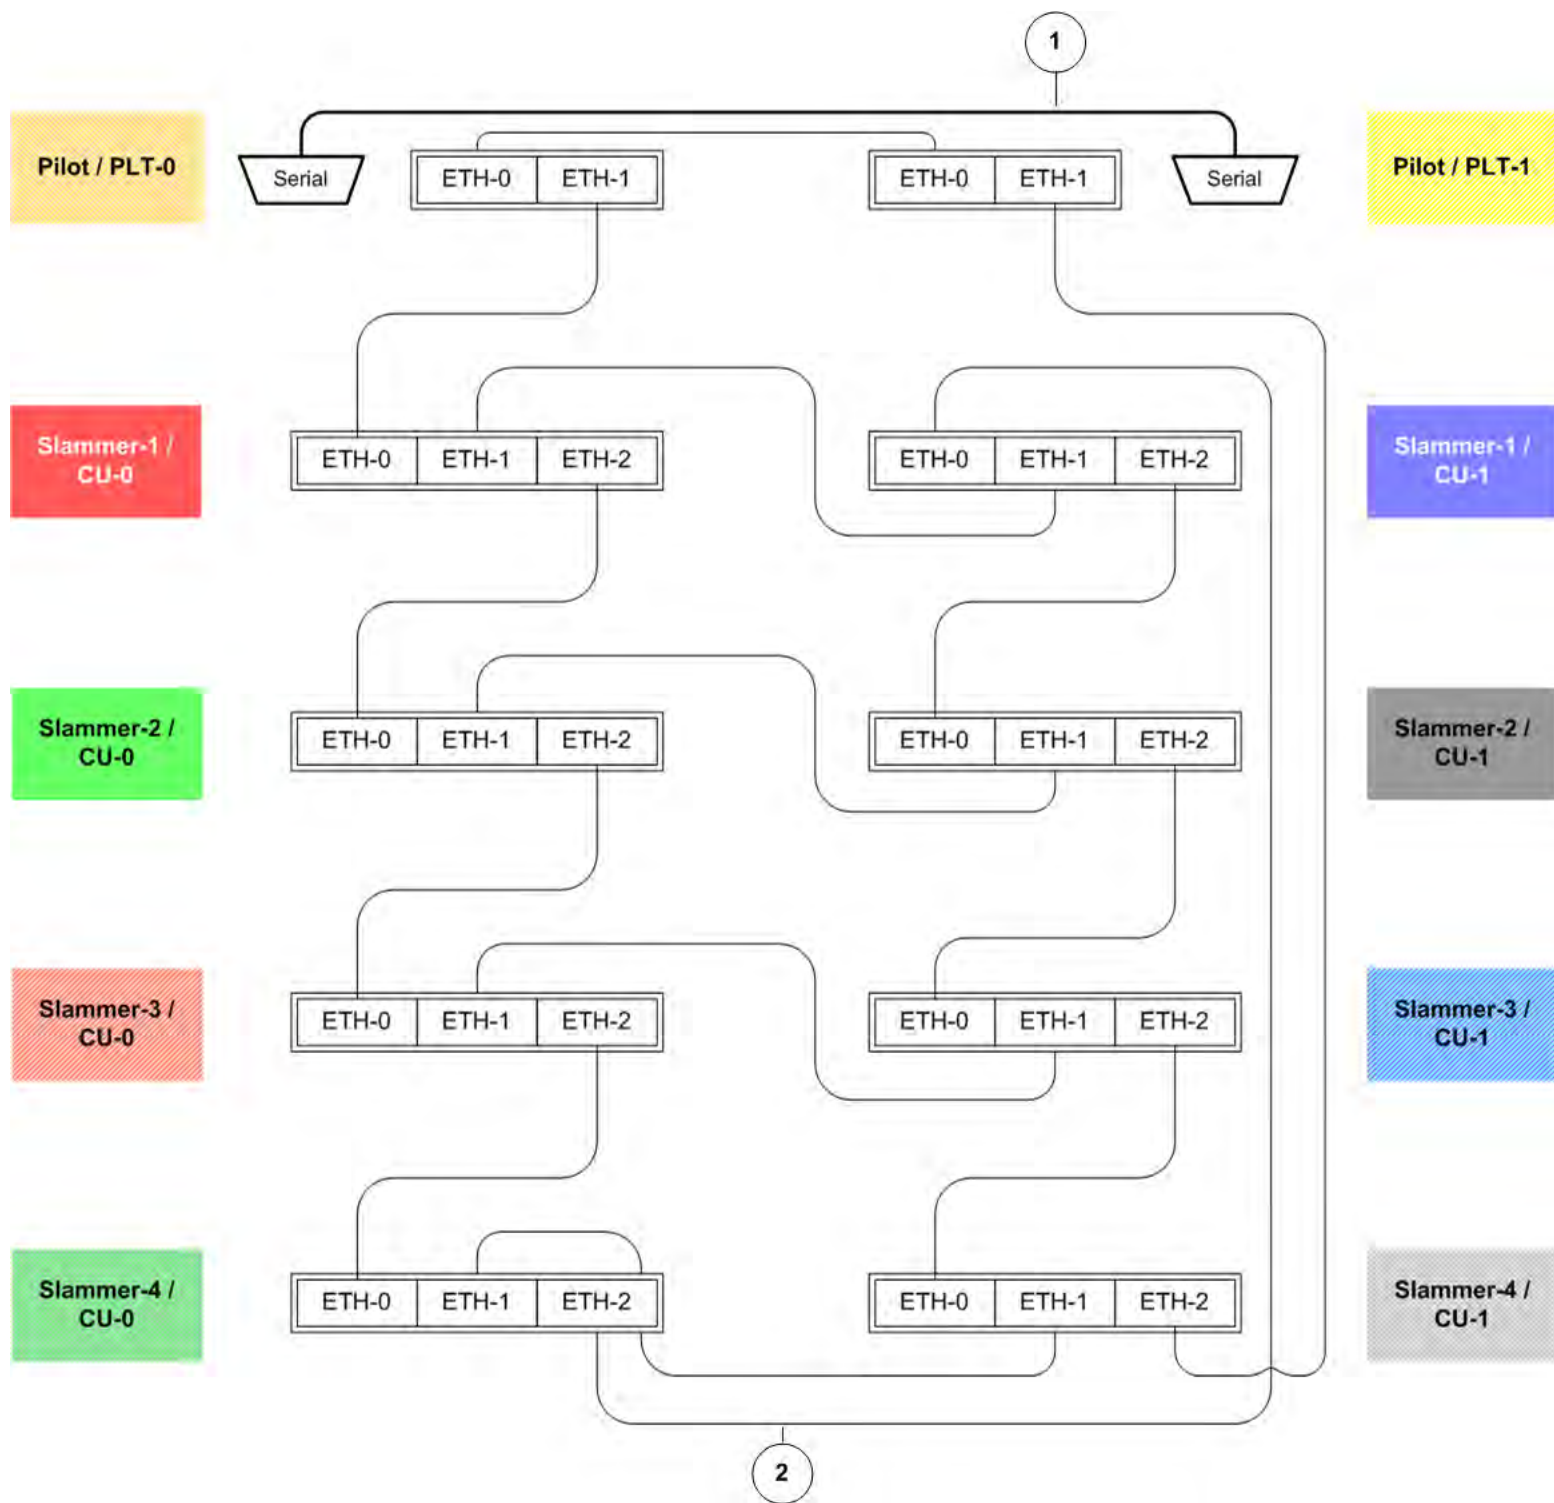 1
Pilot / PLT-0
Serial
ETH-0 ETH-1
ETH-0 ETH-1
Serial
Pilot / PLT-1
Slammer-1 /
CU-0
ETH-0 ETH-1 ETH-2
ETH-0 ETH-1 ETH-2
Slammer-1 /
CU-1
Slammer-2 /
CU-0
ETH-0 ETH-1 ETH-2
ETH-0 ETH-1 ETH-2
Slammer-2 /
CU-1
Slammer-3 /
CU-0
ETH-0 ETH-1 ETH-2
ETH-0 ETH-1 ETH-2
Slammer-3 /
CU-1
Slammer-4 /
CU-0
ETH-0 ETH-1 ETH-2
ETH-0 ETH-1 ETH-2
Slammer-4 /
CU-1
2